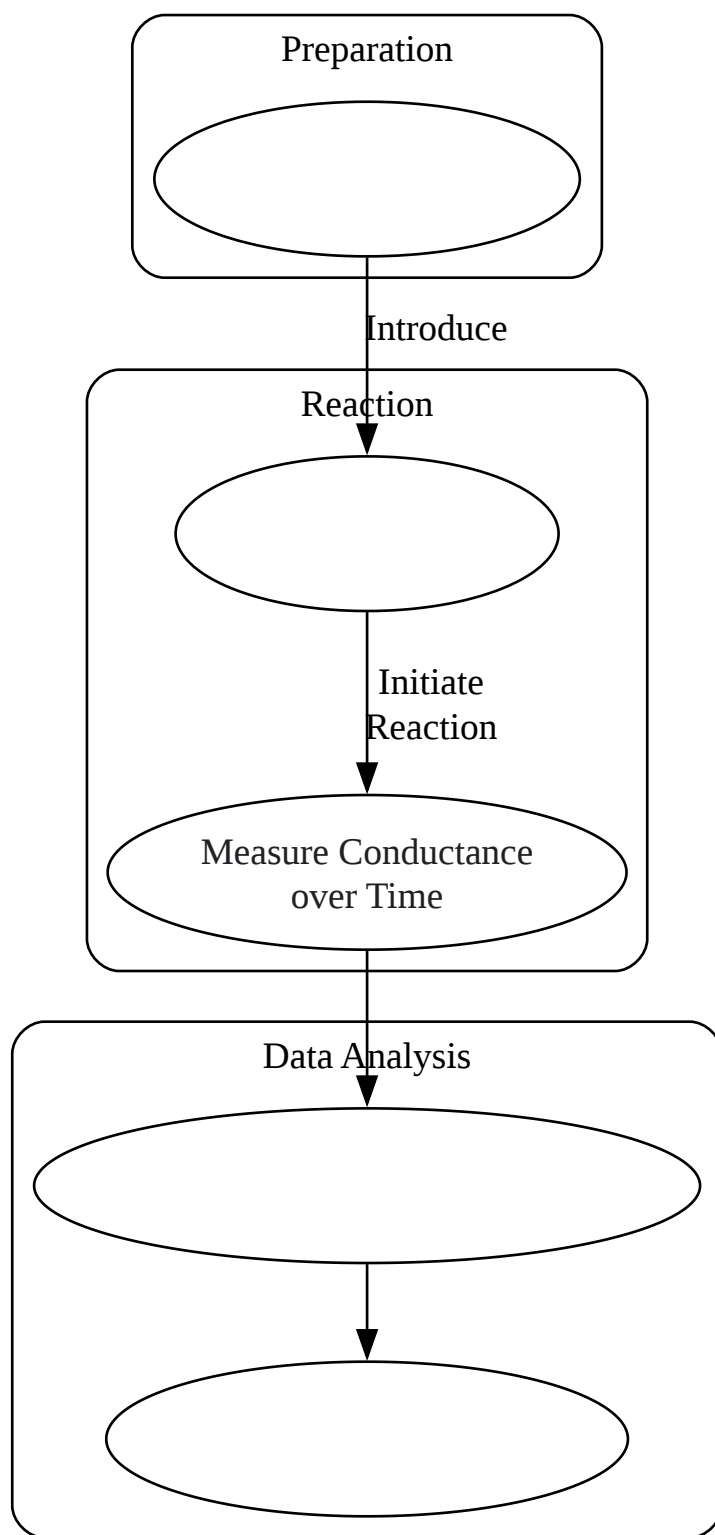 Preparation
Introduce
Reaction
Initiate
Reaction
Measure Conductance
over Time
Data Analysis